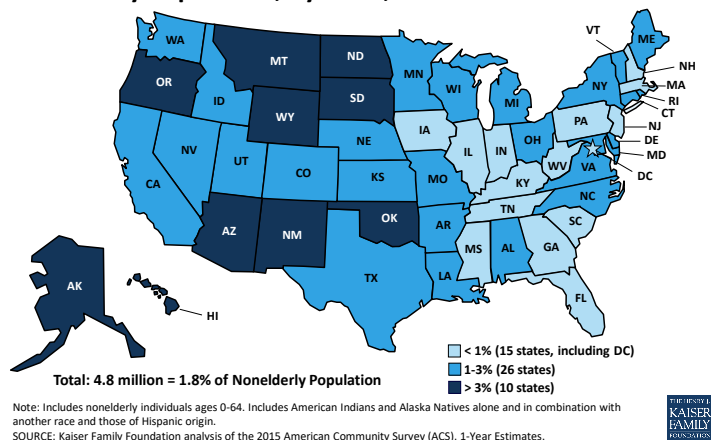 WA
MT
ND
MN
VT
ME
OR
ID
SD
WI
MI
NY
NH
MA
RI
CT
WY
IA
PA
NJ
NV
NE
IL
IN
OH
DE
MD
UT
CO
KS
MO
WV
VA
DC
CA
KY
NC
AZ
NM
OK
TN
AR
SC
MS
AL
GA
TX
LA
FL
AK
HI
< 1% (15 states, including DC)
1-3% (26 states)
> 3% (10 states)
Total: 4.8 million = 1.8% of Nonelderly Population
Note: Includes nonelderly individuals ages 0-64. Includes American Indians and Alaska Natives alone and in combination with
another race and those of Hispanic origin.
SOURCE: Kaiser Family Foundation analysis of the 2015 American Community Survey (ACS), 1-Year Estimates.
THE HENRY J.
KAISER
FAMILY
FOUNDATION